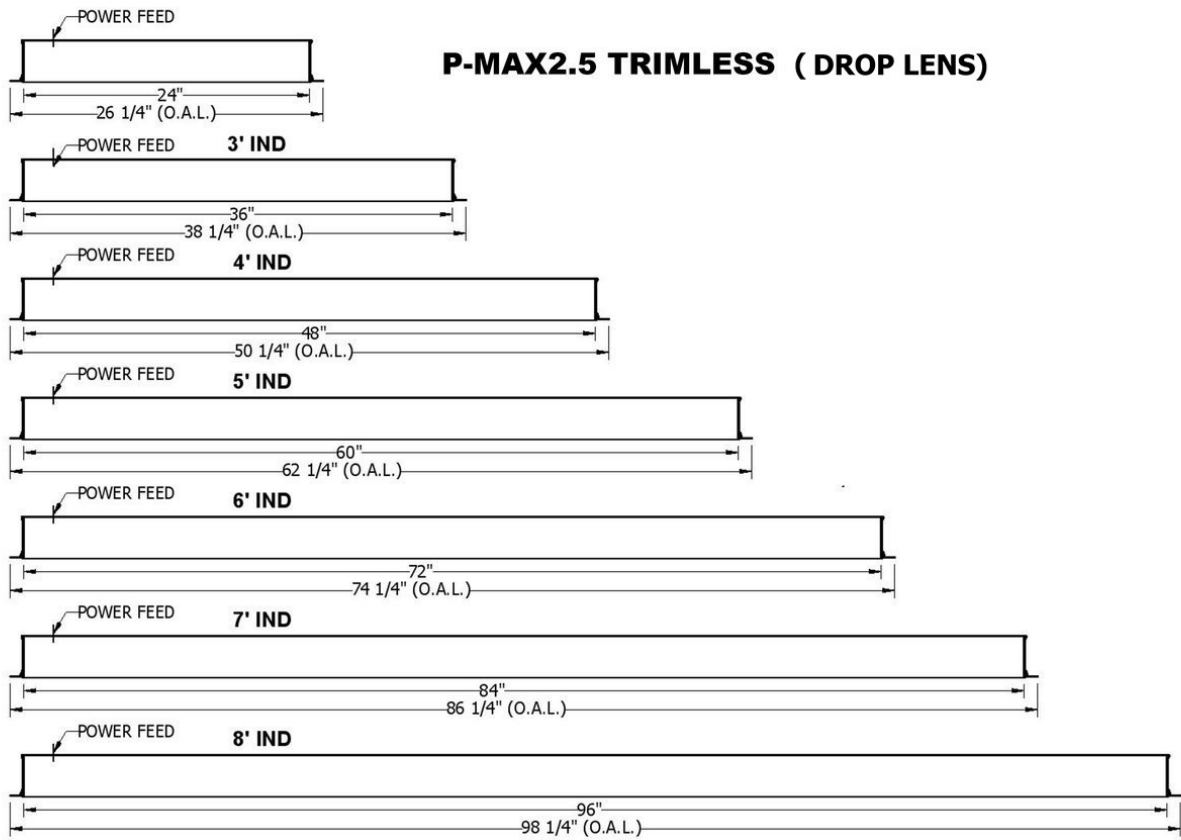 POWER FEED
P-MAX2.5 TRIMLESS ( DROP LENS)
24"
26 1/4" (O.A.L.)
POWER FEED 3' IND
36"
38 1/4" (O.A.L.)
POWER FEED 4' IND
48"
50 1/4" (O.A.L.)
POWER FEED 5' IND
60"
62 1/4" (O.A.L.)
POWER FEED 6' IND
72"
74 1/4" (O.A.L.)
POWER FEED 7' IND
84"
86 1/4" (O.A.L.)
POWER FEED 8' IND
96"
98 1/4" (O.A.L.)